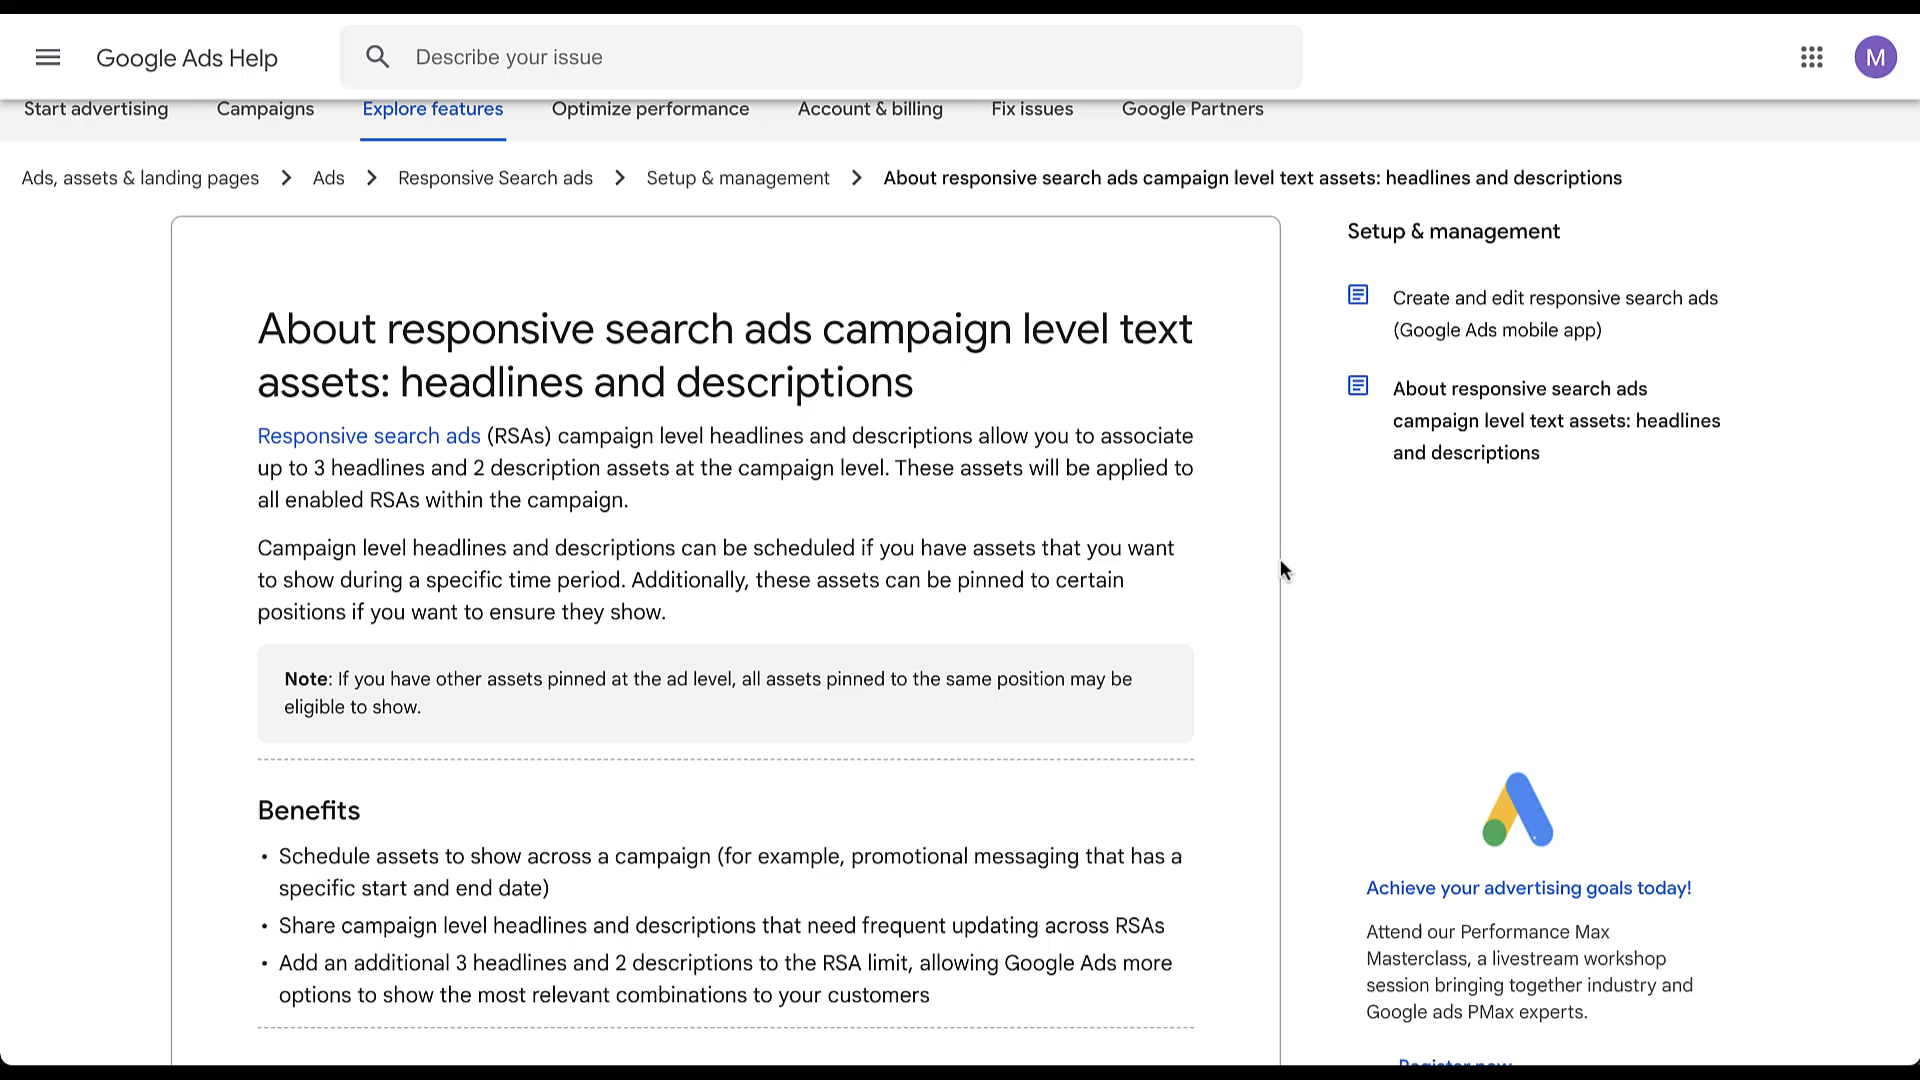 Google Ads Help
Describe your issue
M
Start advertising
Campaigns
Explore features
Optimize performance
Account & billing
Fix issues
Google Partners
Ads, assets & landing pages
Ads
Responsive Search ads
Setup & management
About responsive search ads campaign level text assets: headlines and descriptions
About responsive search ads campaign level text
assets: headlines and descriptions
Responsive search ads (RSAs) campaign level headlines and descriptions allow you to associate
up to 3 headlines and 2 description assets at the campaign level. These assets will be applied to
all enabled RSAs within the campaign.
Campaign level headlines and descriptions can be scheduled if you have assets that you want
to show during a specific time period. Additionally, these assets can be pinned to certain
positions if you want to ensure they show.
Note: If you have other assets pinned at the ad level, all assets pinned to the same position may be
eligible to show.
Benefits
• Schedule assets to show across a campaign (for example, promotional messaging that has a
specific start and end date)
• Share campaign level headlines and descriptions that need frequent updating across RSAs
• Add an additional 3 headlines and 2 descriptions to the RSA limit, allowing Google Ads more
options to show the most relevant combinations to your customers
Setup & management
Create and edit responsive search ads
(Google Ads mobile app)
About responsive search ads
campaign level text assets: headlines
and descriptions
Achieve your advertising goals today!
Attend our Performance Max
Masterclass, a livestream workshop
session bringing together industry and
Google ads PMax experts.
Register now